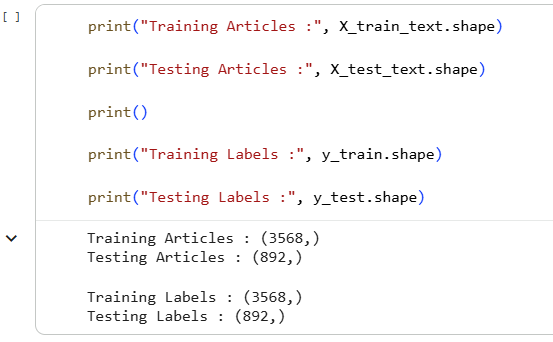 [ ]
print("Training Articles :", X_train_text.shape)
print("Testing Articles :", X_test_text.shape)
print()
print("Training Labels :", y_train.shape)
print("Testing Labels :", y_test.shape)
Training Articles : (3568,)
Testing Articles : (892,)
Training Labels : (3568,)
Testing Labels : (892,)